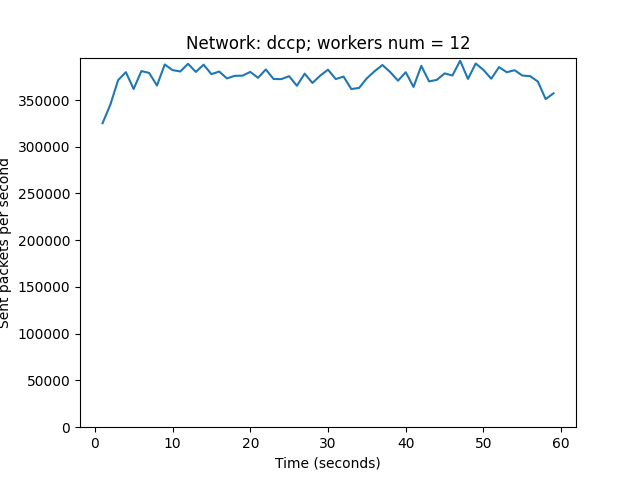 Network: dccp; workers num = 12
Sent packets per second
350000
300000
250000
200000
150000
100000
50000
0
0 10 20 30 40 50 60
Time (seconds)